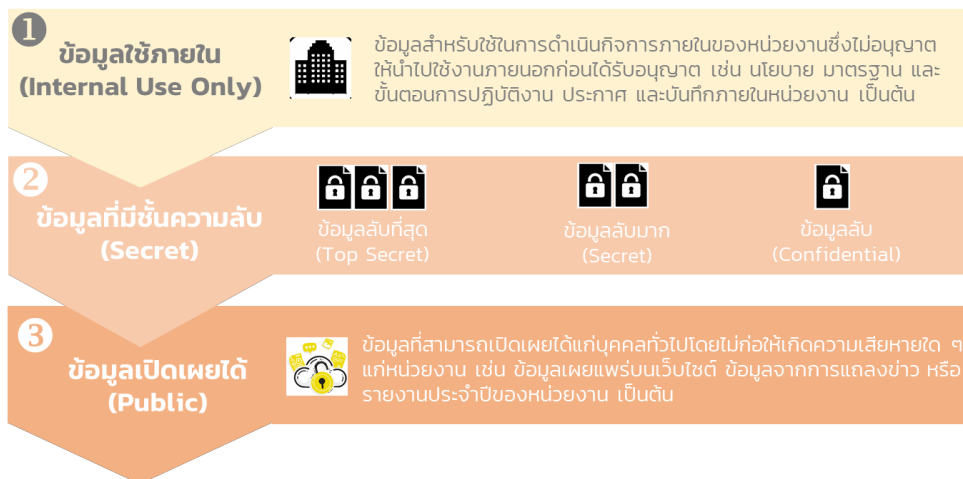 1
ข้อมูลใช้ภายใน
(Internal Use Only)
ข้อมูลสำหรับใช้ในการดำเนินกิจการภายในของหน่วยงานซึ่งไม่อนุญาต
ให้นำไปใช้งานภายนอกก่อนได้รับอนุญาต เช่น นโยบาย มาตรฐาน และ
ขั้นตอนการปฏิบัติงาน ประกาศ และบันทึกภายในหน่วยงาน เป็นต้น
2
ข้อมูลที่มีชั้นความลับ
(Secret)
ข้อมูลลับที่สุด
(Top Secret)
ข้อมูลลับมาก
(Secret)
ข้อมูลลับ
(Confidential)
3
ข้อมูลเปิดเผยได้
(Public)
ข้อมูลที่สามารถเปิดเผยได้แก่บุคคลทั่วไปโดยไม่ก่อให้เกิดความเสียหายใด ๆ
แก่หน่วยงาน เช่น ข้อมูลเผยแพร่บนเว็บไซต์ ข้อมูลจากการแถลงข่าว หรือ
รายงานประจำปีของหน่วยงาน เป็นต้น